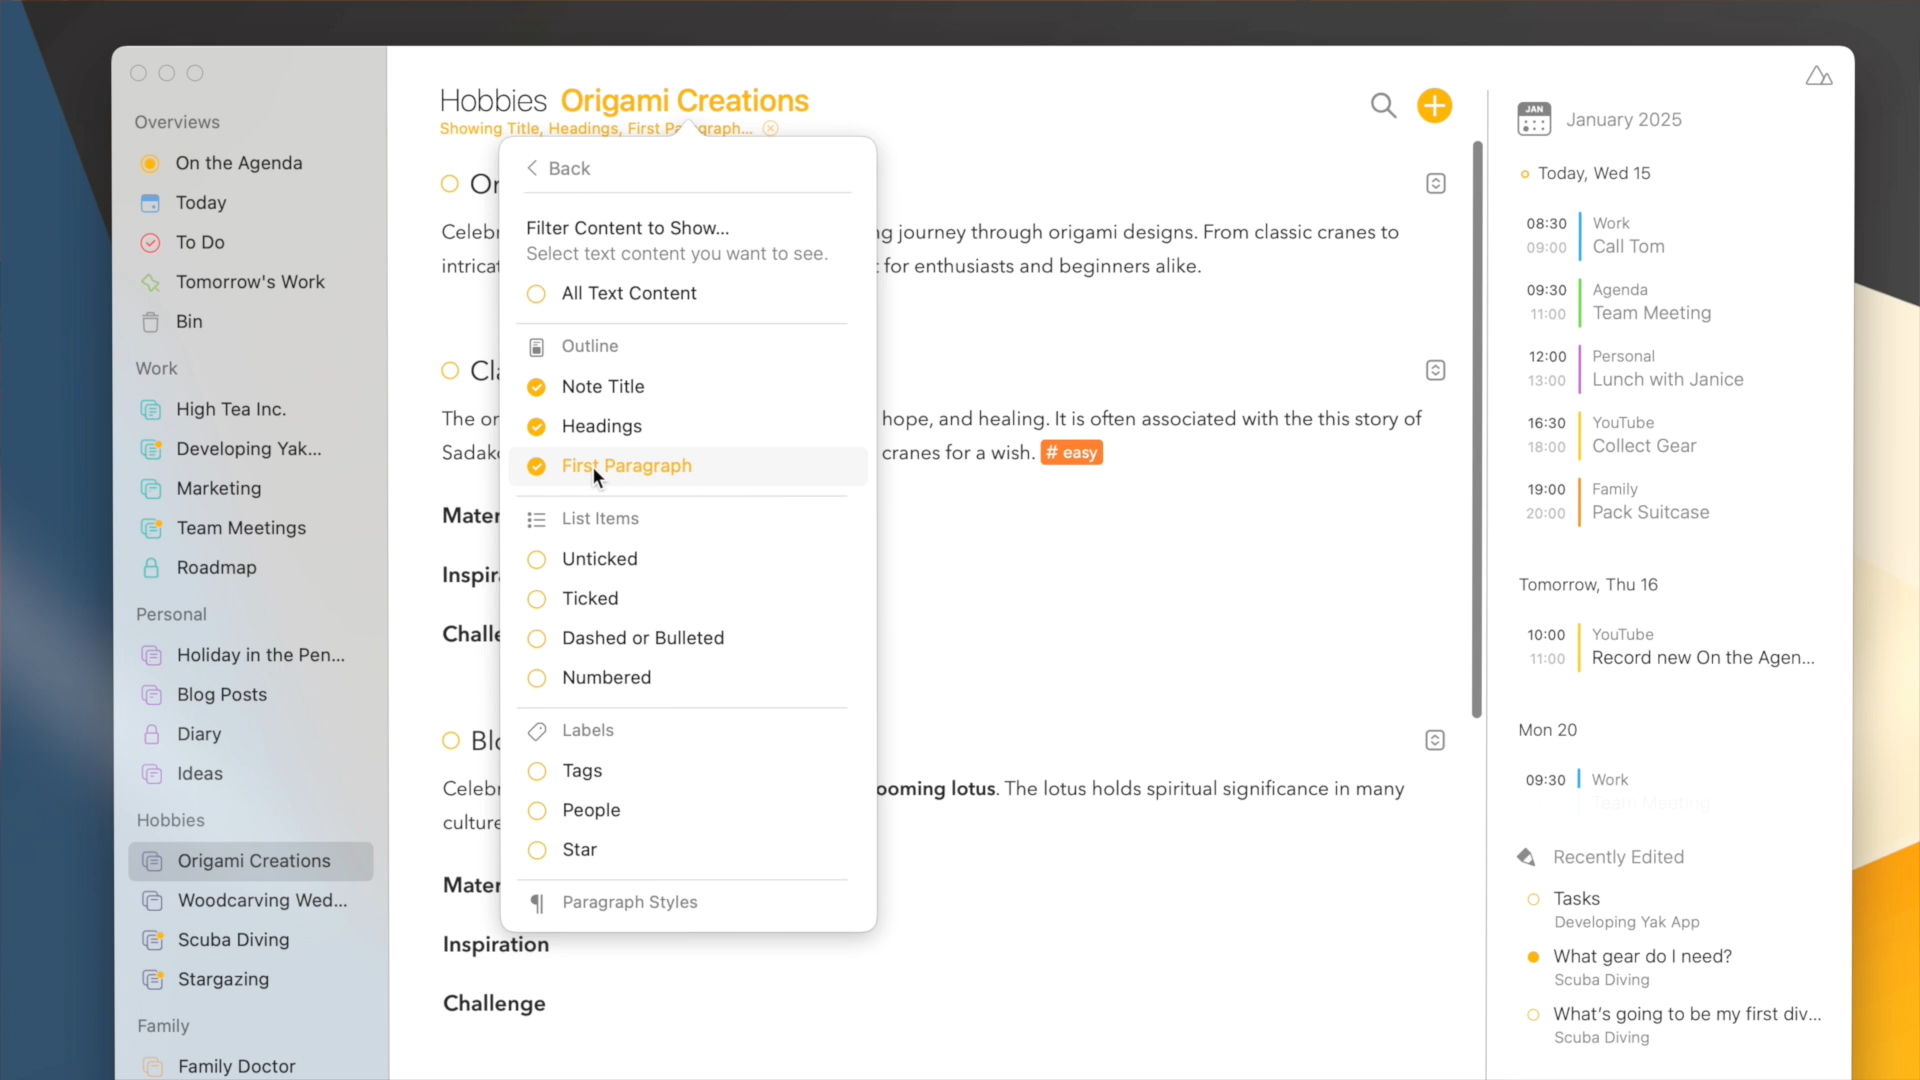 Overviews
On the Agenda
Today
To Do
Tomorrow's Work
Bin
Work
High Tea Inc.
Developing Yak...
Marketing
Team Meetings
Roadmap
Personal
Holiday in the Pen...
Blog Posts
Diary
Ideas
Hobbies
Origami Creations
Woodcarving Wed...
Scuba Diving
Stargazing
Family
Family Doctor
Hobbies Origami Creations
Showing Title, Headings, First Pa graph...
Or
Celebr
ng journey through origami designs. From classic cranes to
intricat
for enthusiasts and beginners alike.
Cla
The or
hope, and healing. It is often associated with the this story of
Sadako
cranes for a wish. # easy
Mater
Inspira
Challe
Blo
Celebr
ooming lotus. The lotus holds spiritual significance in many
culture
Mater
Inspiration
Challenge
Back
Filter Content to Show...
Select text content you want to see.
All Text Content
Outline
Note Title
Headings
First Paragraph
List Items
Unticked
Ticked
Dashed or Bulleted
Numbered
Labels
Tags
People
Star
Paragraph Styles
JAN
January 2025
Today, Wed 15
08:30 Work
09:00 Call Tom
09:30 Agenda
11:00 Team Meeting
12:00 Personal
13:00 Lunch with Janice
16:30 YouTube
18:00 Collect Gear
19:00 Family
20:00 Pack Suitcase
Tomorrow, Thu 16
10:00 YouTube
11:00 Record new On the Agen...
Mon 20
09:30 Work
Team Meeting
Recently Edited
Tasks
Developing Yak App
What gear do I need?
Scuba Diving
What's going to be my first div...
Scuba Diving